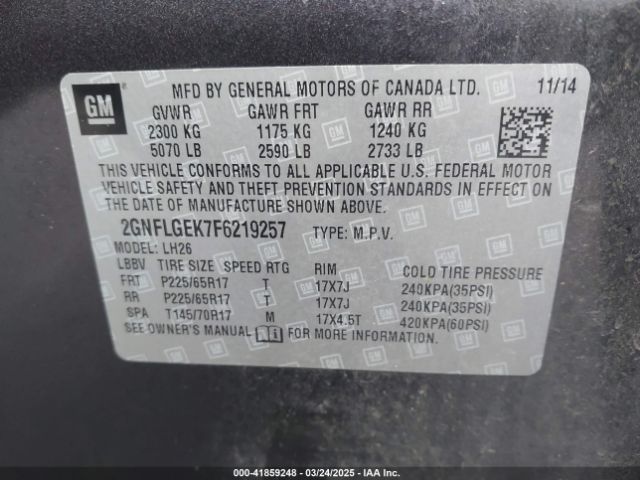 GM
MFD BY GENERAL MOTORS OF CANADA LTD. 11/14
GVWR GAWR FRT GAWR RR
2300 KG 1175 KG 1240 KG
5070 LB 2590 LB 2733 LB
THIS VEHICLE CONFORMS TO ALL APPLICABLE U.S. FEDERAL MOTOR
VEHICLE SAFETY AND THEFT PREVENTION STANDARDS IN EFFECT ON
THE DATE OF MANUFACTURE SHOWN ABOVE.
2GNFLGEK7F6219257 TYPE: M.P.V.
MODEL: LH26
LBBV TIRE SIZE SPEED RTG RIM COLD TIRE PRESSURE
FRT P225/65R17 T 17X7J 240KPA(35PSI)
RR P225/65R17 T 17X7J 240KPA(35PSI)
SPA T145/70R17 M 17X4.5T 420KPA(60PSI)
SEE OWNER'S MANUAL FOR MORE INFORMATION.
© 41859248 - 03/24/2025 - IAA Inc.